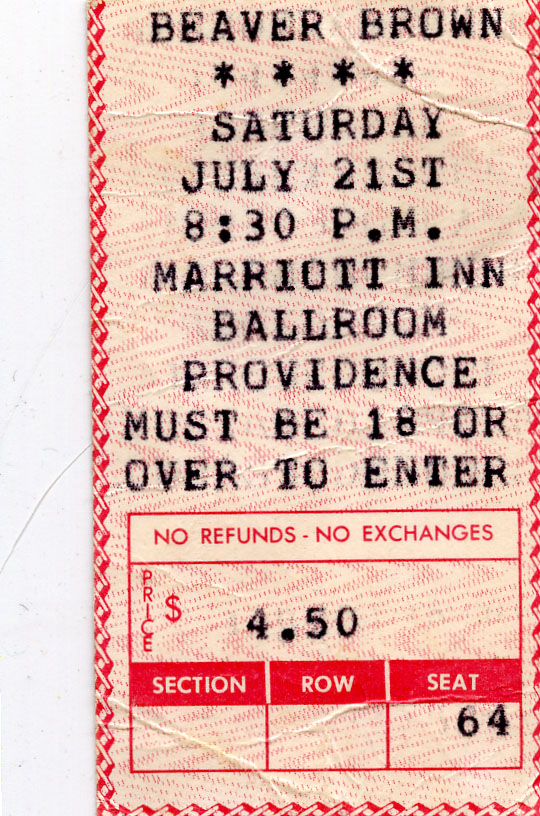 BEAVER BROWN
* * * *
SATURDAY
JULY 21ST
8:30 P.M.
MARRIOTT INN
BALLROOM
PROVIDENCE
MUST BE 18 OR
OVER TO ENTER
NO REFUNDS - NO EXCHANGES
PRICE $ 4.50
SECTION ROW SEAT
64